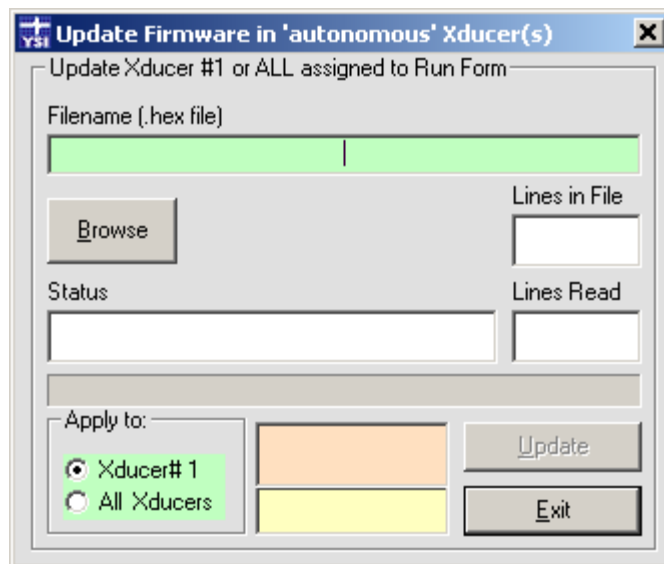 YSI
Update Firmware in 'autonomous' Xducer(s)
Update Xducer #1 or ALL assigned to Run Form
Filename (.hex file)
Browse
Lines in File
Status
Lines Read
Apply to:
Xducer# 1
All Xducers
Update
Exit